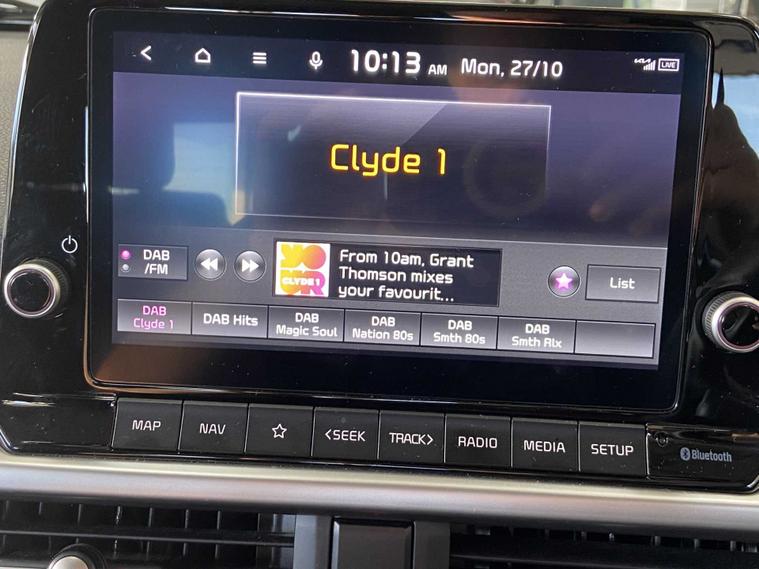 10:13 AM Mon, 27/10
LIVE
Clyde 1
DAB
/FM
YO
UR
CLYDE 1
From 10am, Grant
Thomson mixes
your favourit...
List
DAB
Clyde 1
DAB Hits
DAB
Magic Soul
DAB
Nation 80s
DAB
Smth 80s
DAB
Smth Rlx
MAP
NAV
<SEEK
TRACK>
RADIO
MEDIA
SETUP
Bluetooth